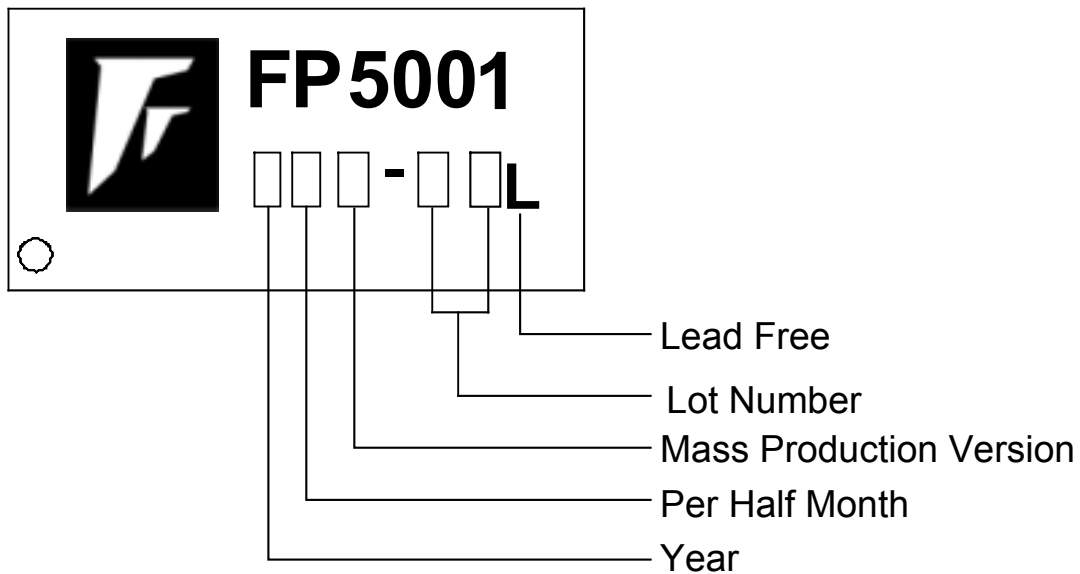 FP5001
- L
Lead Free
Lot Number
Mass Production Version
Per Half Month
Year